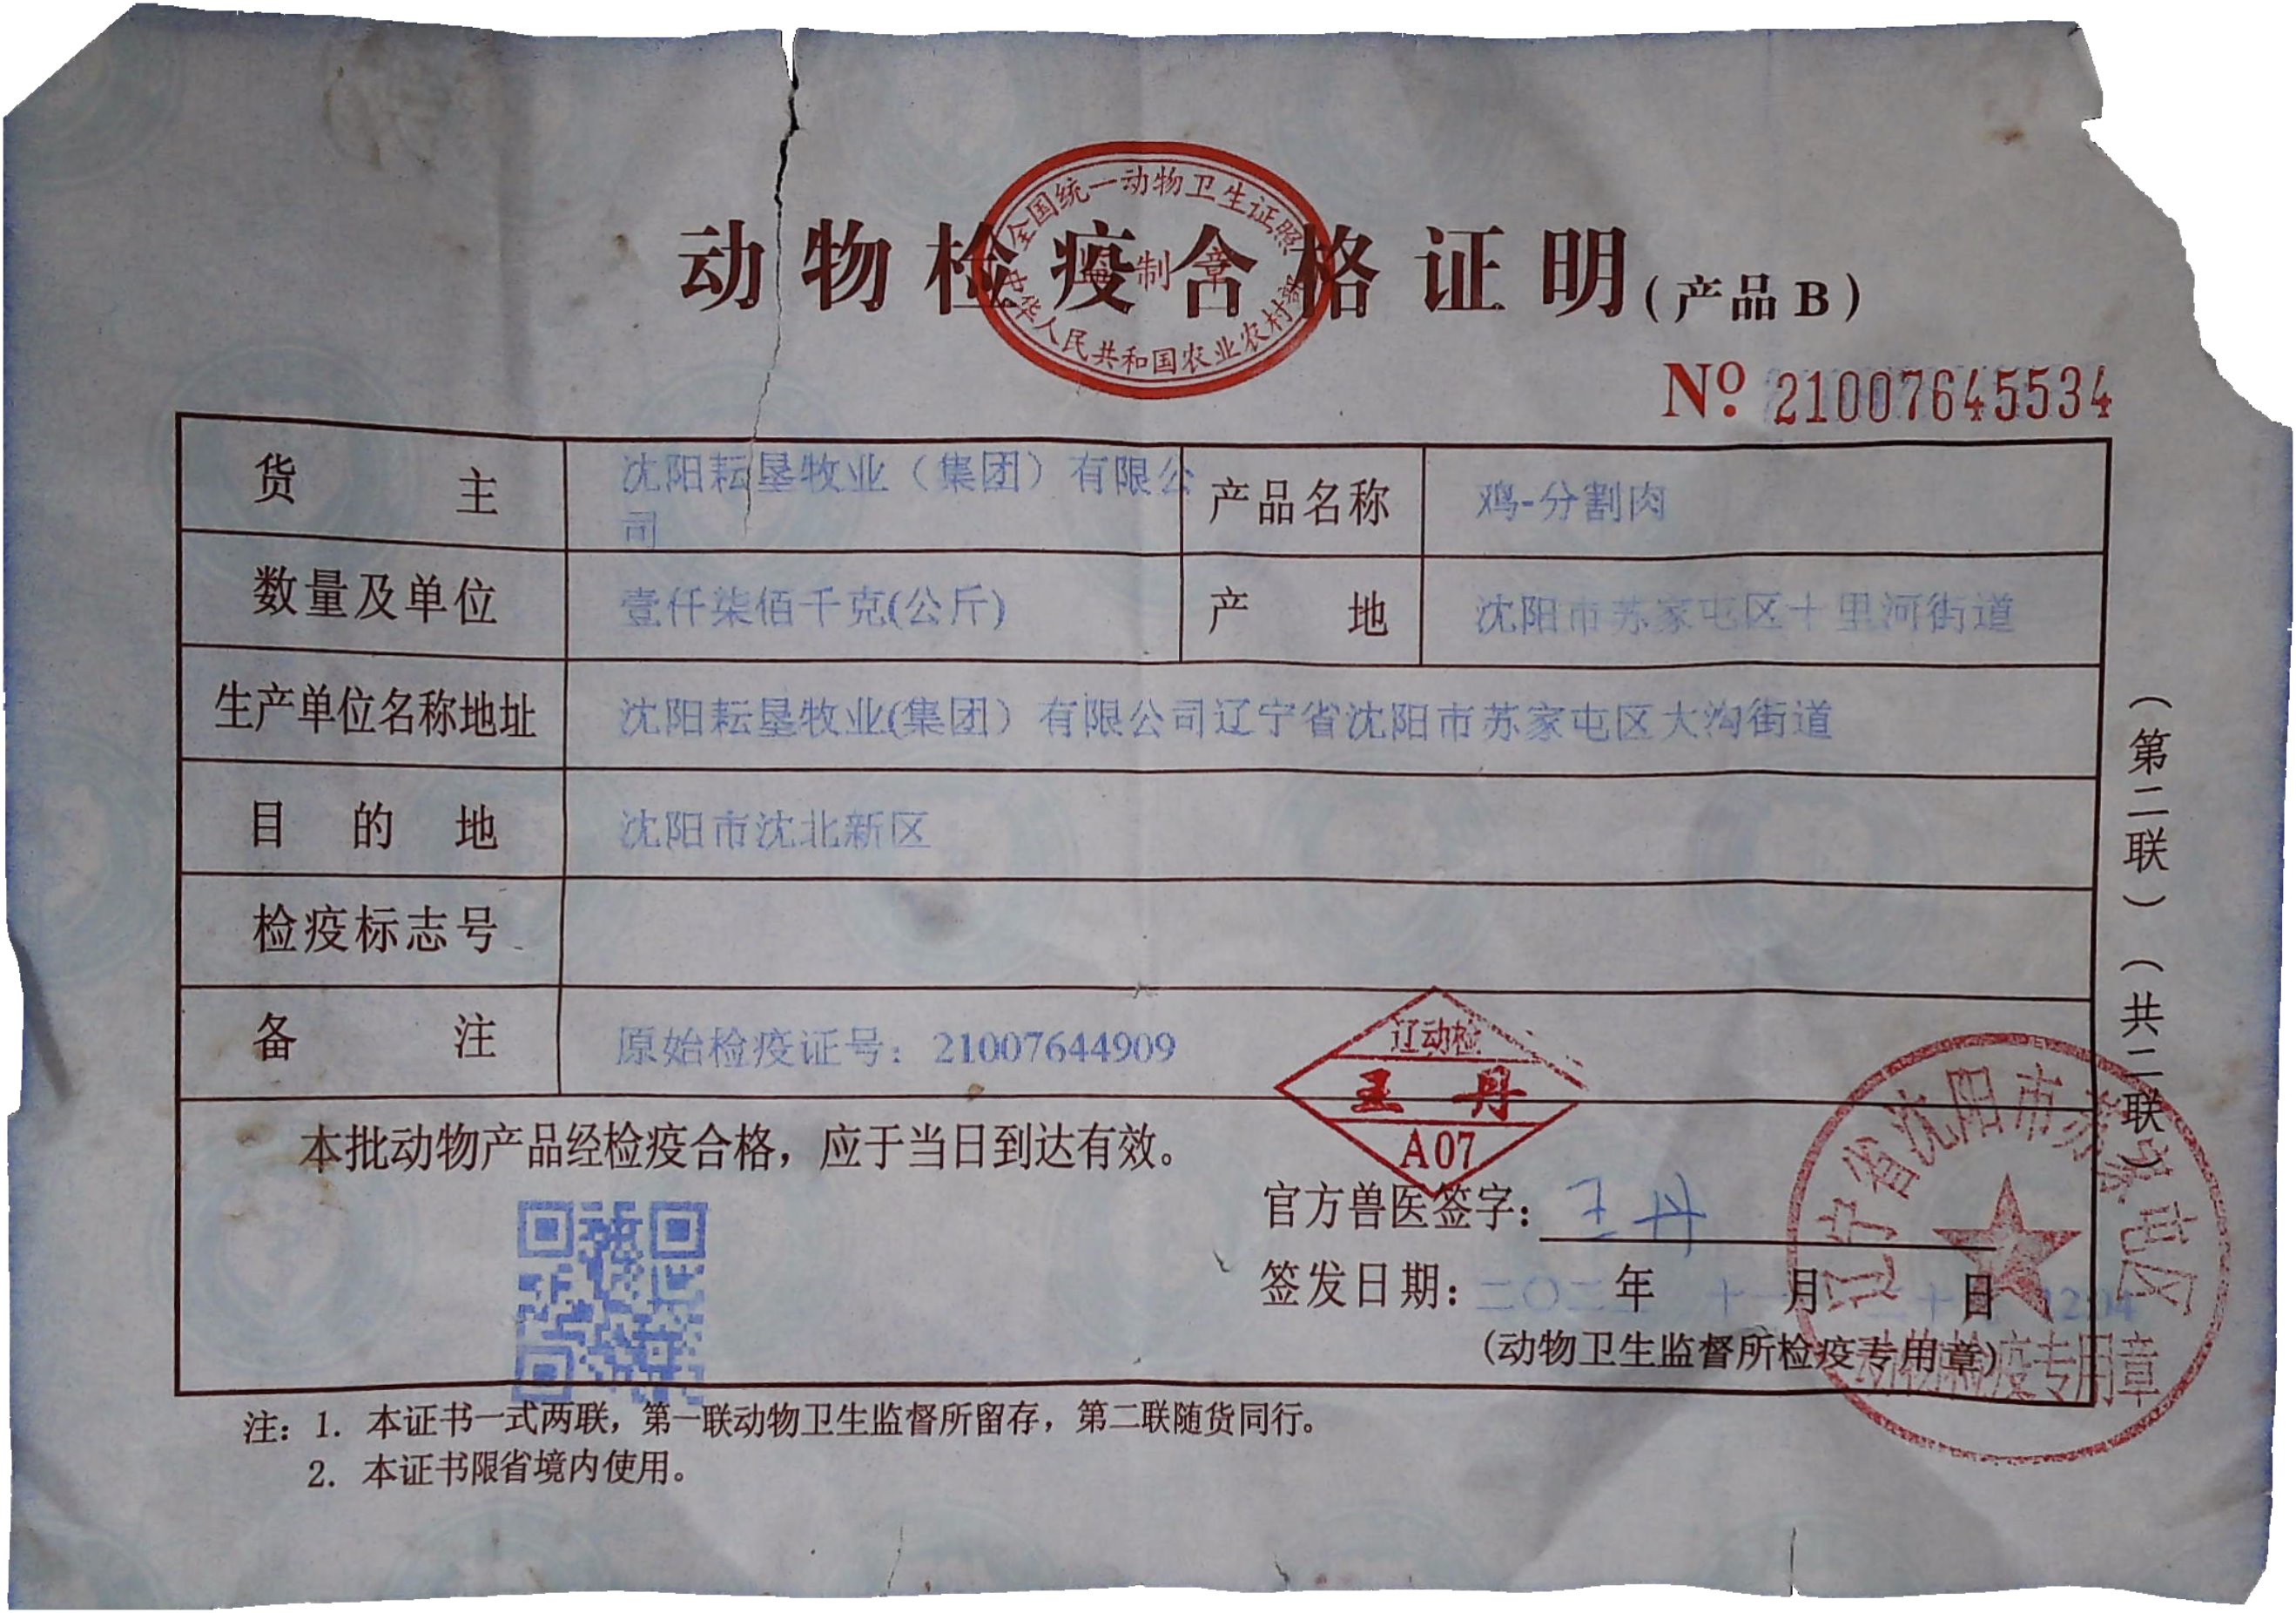 动物检疫合格证明(产品B)
全国统一动物卫生证照
监制章
中华人民共和国农业农村部
№ 21007645534
货主 沈阳耘垦牧业（集团）有限公司 产品名称 鸡-分割肉
数量及单位 壹仟柒佰千克(公斤) 产地 沈阳市苏家屯区十里河街道
生产单位名称地址 沈阳耘垦牧业(集团）有限公司辽宁省沈阳市苏家屯区大沟街道
目的地 沈阳市沈北新区
检疫标志号
备注 原始检疫证号：21007644909
辽动检
王丹
A07
本批动物产品经检疫合格，应于当日到达有效。
官方兽医签字：王丹
签发日期：二〇二 年 十一月 二十 日
(动物卫生监督所检疫专用章)
辽宁省沈阳市苏家屯区
动物检疫专用章
注：1. 本证书一式两联，第一联动物卫生监督所留存，第二联随货同行。
2. 本证书限省境内使用。
（第二联）（共二联）